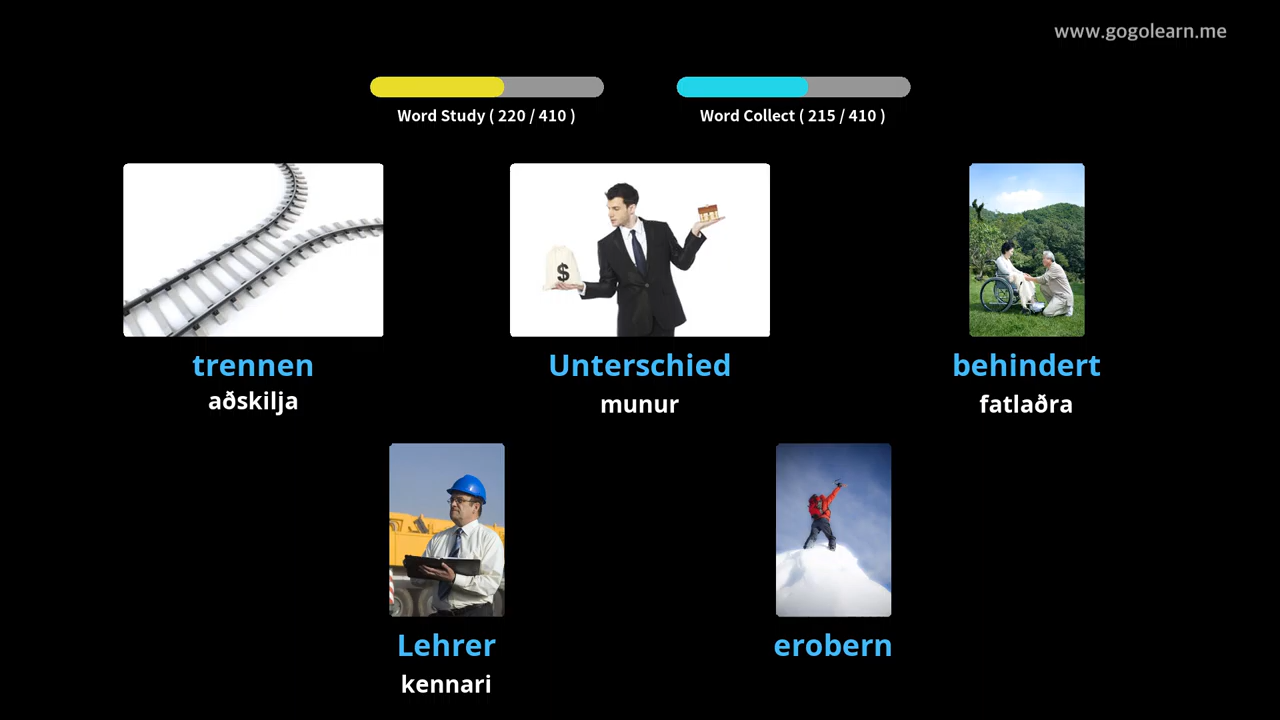 www.gogolearn.me
Word Study ( 220 / 410 )
Word Collect ( 215 / 410 )
$
trennen
aðskilja
Unterschied
munur
behindert
fatlaðra
Lehrer
kennari
erobern